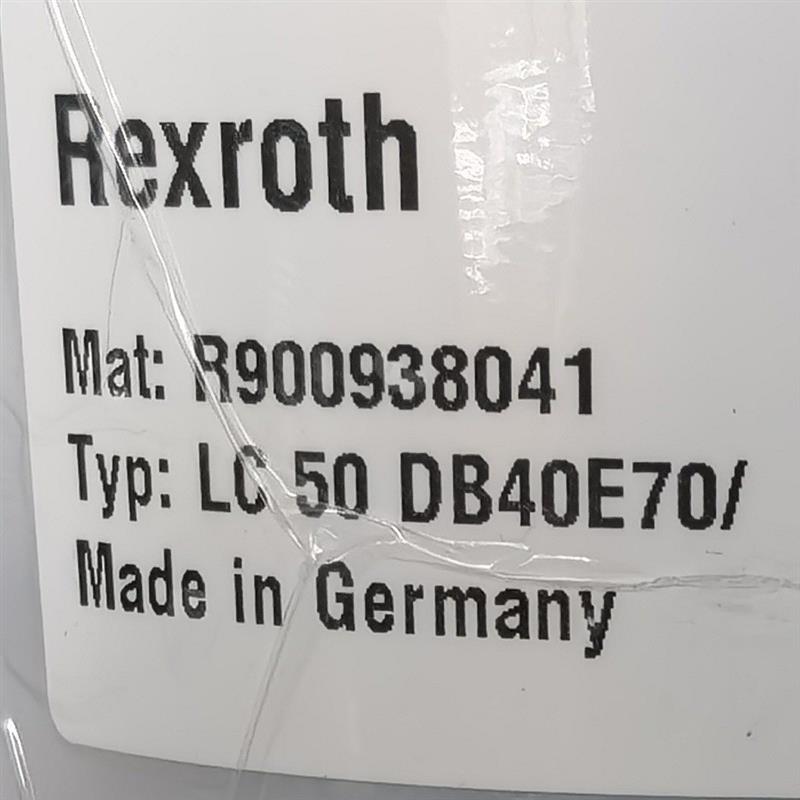 Rexroth
Mat: R900938041
Typ: LC 50 DB40E70/
Made in Germany